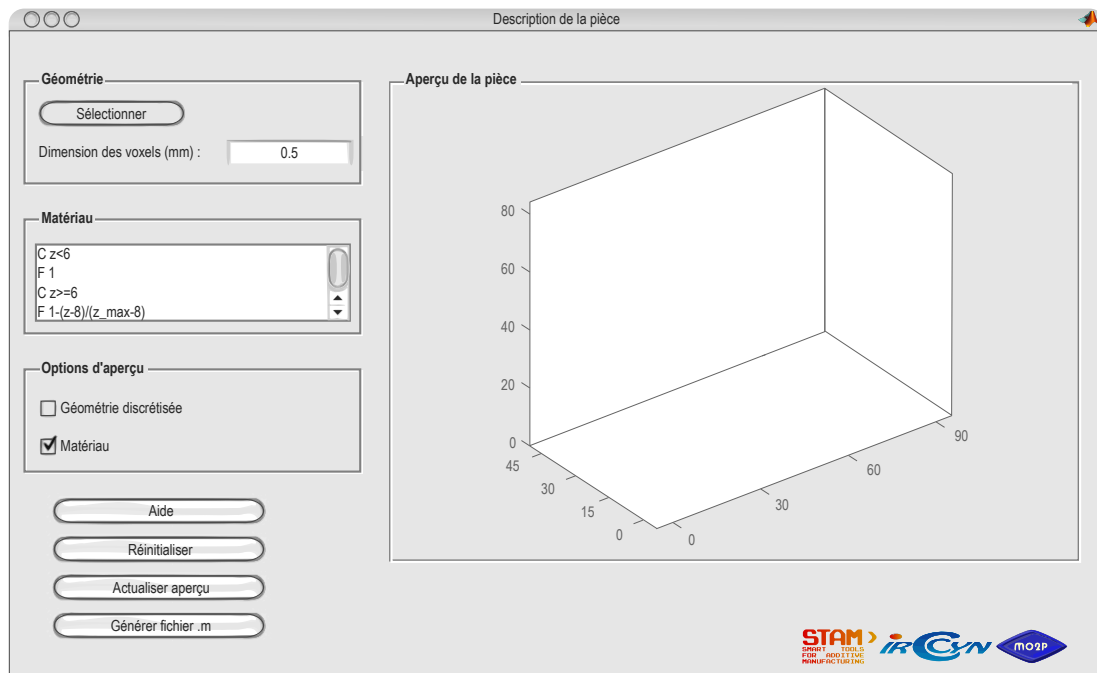 Description de la pièce
Géométrie
Sélectionner
Dimension des voxels (mm) :
0.5
Matériau
C z<6
F 1
C z>=6
F 1-(z-8)/(z_max-8)
Options d'aperçu
Géométrie discrétisée
Matériau
Aide
Réinitialiser
Actualiser aperçu
Générer fichier .m
Aperçu de la pièce
80
60
40
20
0
45
30
15
0
0
30
60
90
STAM
SMART TOOLS
FOR ADDITIVE
MANUFACTURING
IRCCyN
MO2P